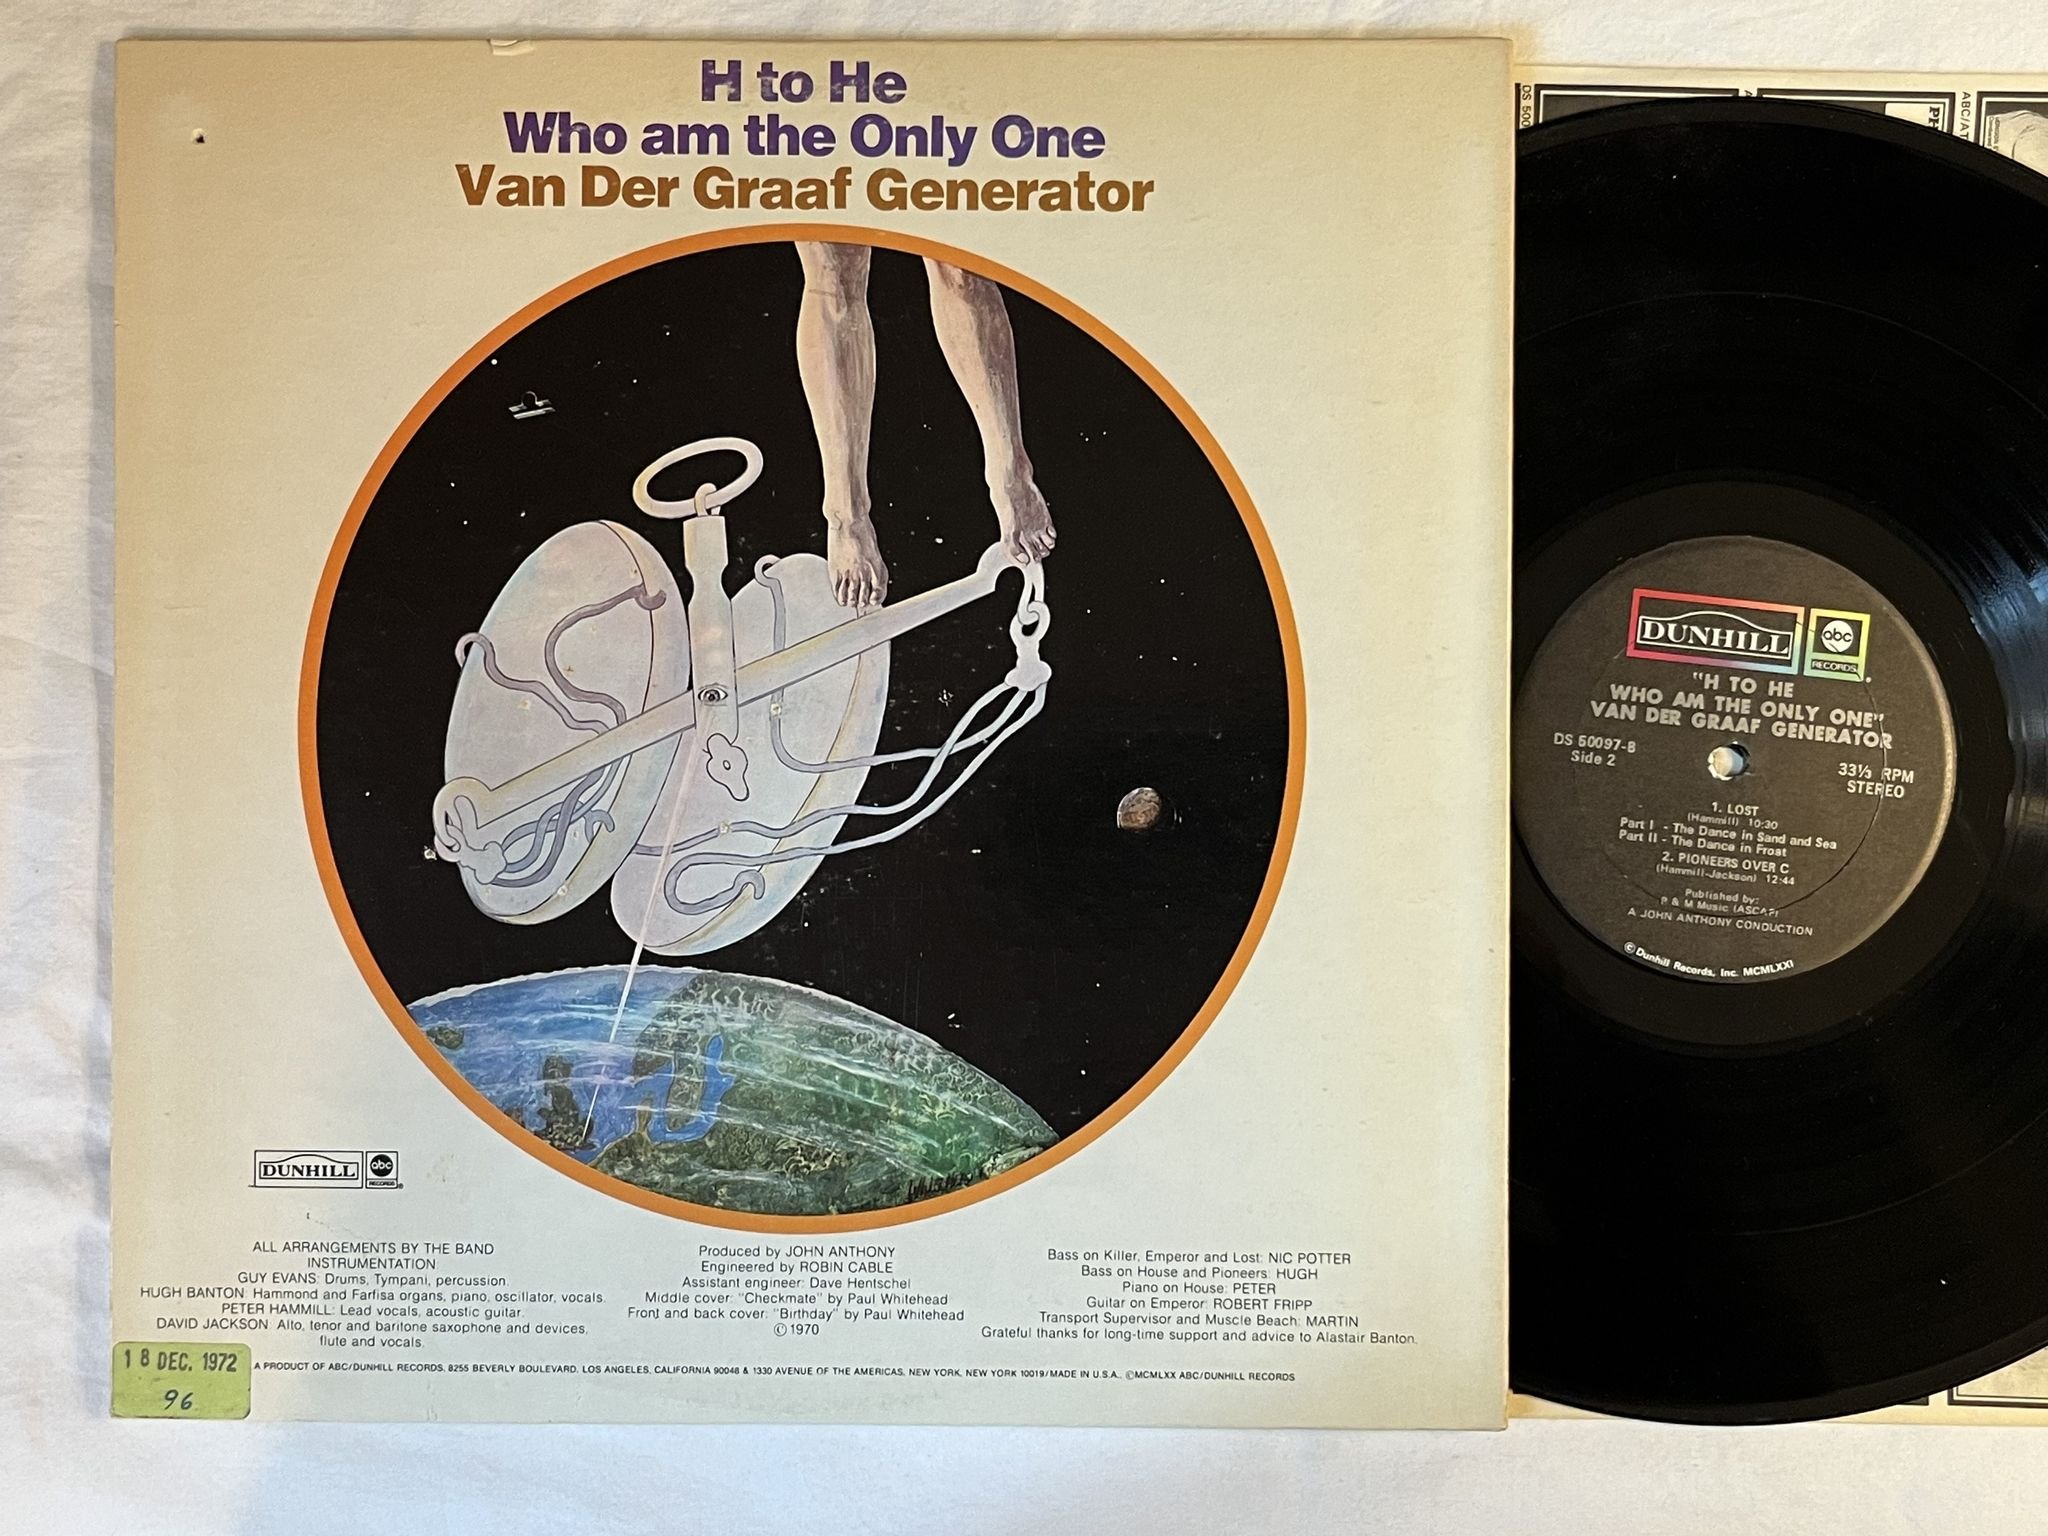 H to He
Who am the Only One
Van Der Graaf Generator
DUNHILL abc RECORDS
ALL ARRANGEMENTS BY THE BAND
INSTRUMENTATION
GUY EVANS: Drums, Tympani, percussion.
HUGH BANTON: Hammond and Farfisa organs, piano, oscillator, vocals.
PETER HAMMILL: Lead vocals, acoustic guitar.
DAVID JACKSON: Alto, tenor and baritone saxophone and devices,
flute and vocals.
Produced by JOHN ANTHONY
Engineered by ROBIN CABLE
Assistant engineer: Dave Hentschel
Middle cover: "Checkmate" by Paul Whitehead
Front and back cover: "Birthday" by Paul Whitehead
©1970
Bass on Killer, Emperor and Lost: NIC POTTER
Bass on House and Pioneers: HUGH
Piano on House: PETER
Guitar on Emperor: ROBERT FRIPP
Transport Supervisor and Muscle Beach: MARTIN
Grateful thanks for long-time support and advice to Alastair Banton.
18 DEC. 1972
96
A PRODUCT OF ABC/DUNHILL RECORDS, 8255 BEVERLY BOULEVARD, LOS ANGELES, CALIFORNIA 90048 & 1330 AVENUE OF THE AMERICAS, NEW YORK, NEW YORK 10019/MADE IN U.S.A., ©MCMLXX ABC/DUNHILL RECORDS
DUNHILL abc RECORDS
"H TO HE
WHO AM THE ONLY ONE"
VAN DER GRAAF GENERATOR
DS 50097-B
Side 2
33⅓ RPM
STEREO
1. LOST
(Hammill) 10:30
Part I - The Dance in Sand and Sea
Part II - The Dance in Frost
2. PIONEERS OVER C
(Hammill-Jackson) 12:44
Published by:
P & M Music (ASCAP)
A JOHN ANTHONY CONDUCTION
©Dunhill Records, Inc. MCMLXXI